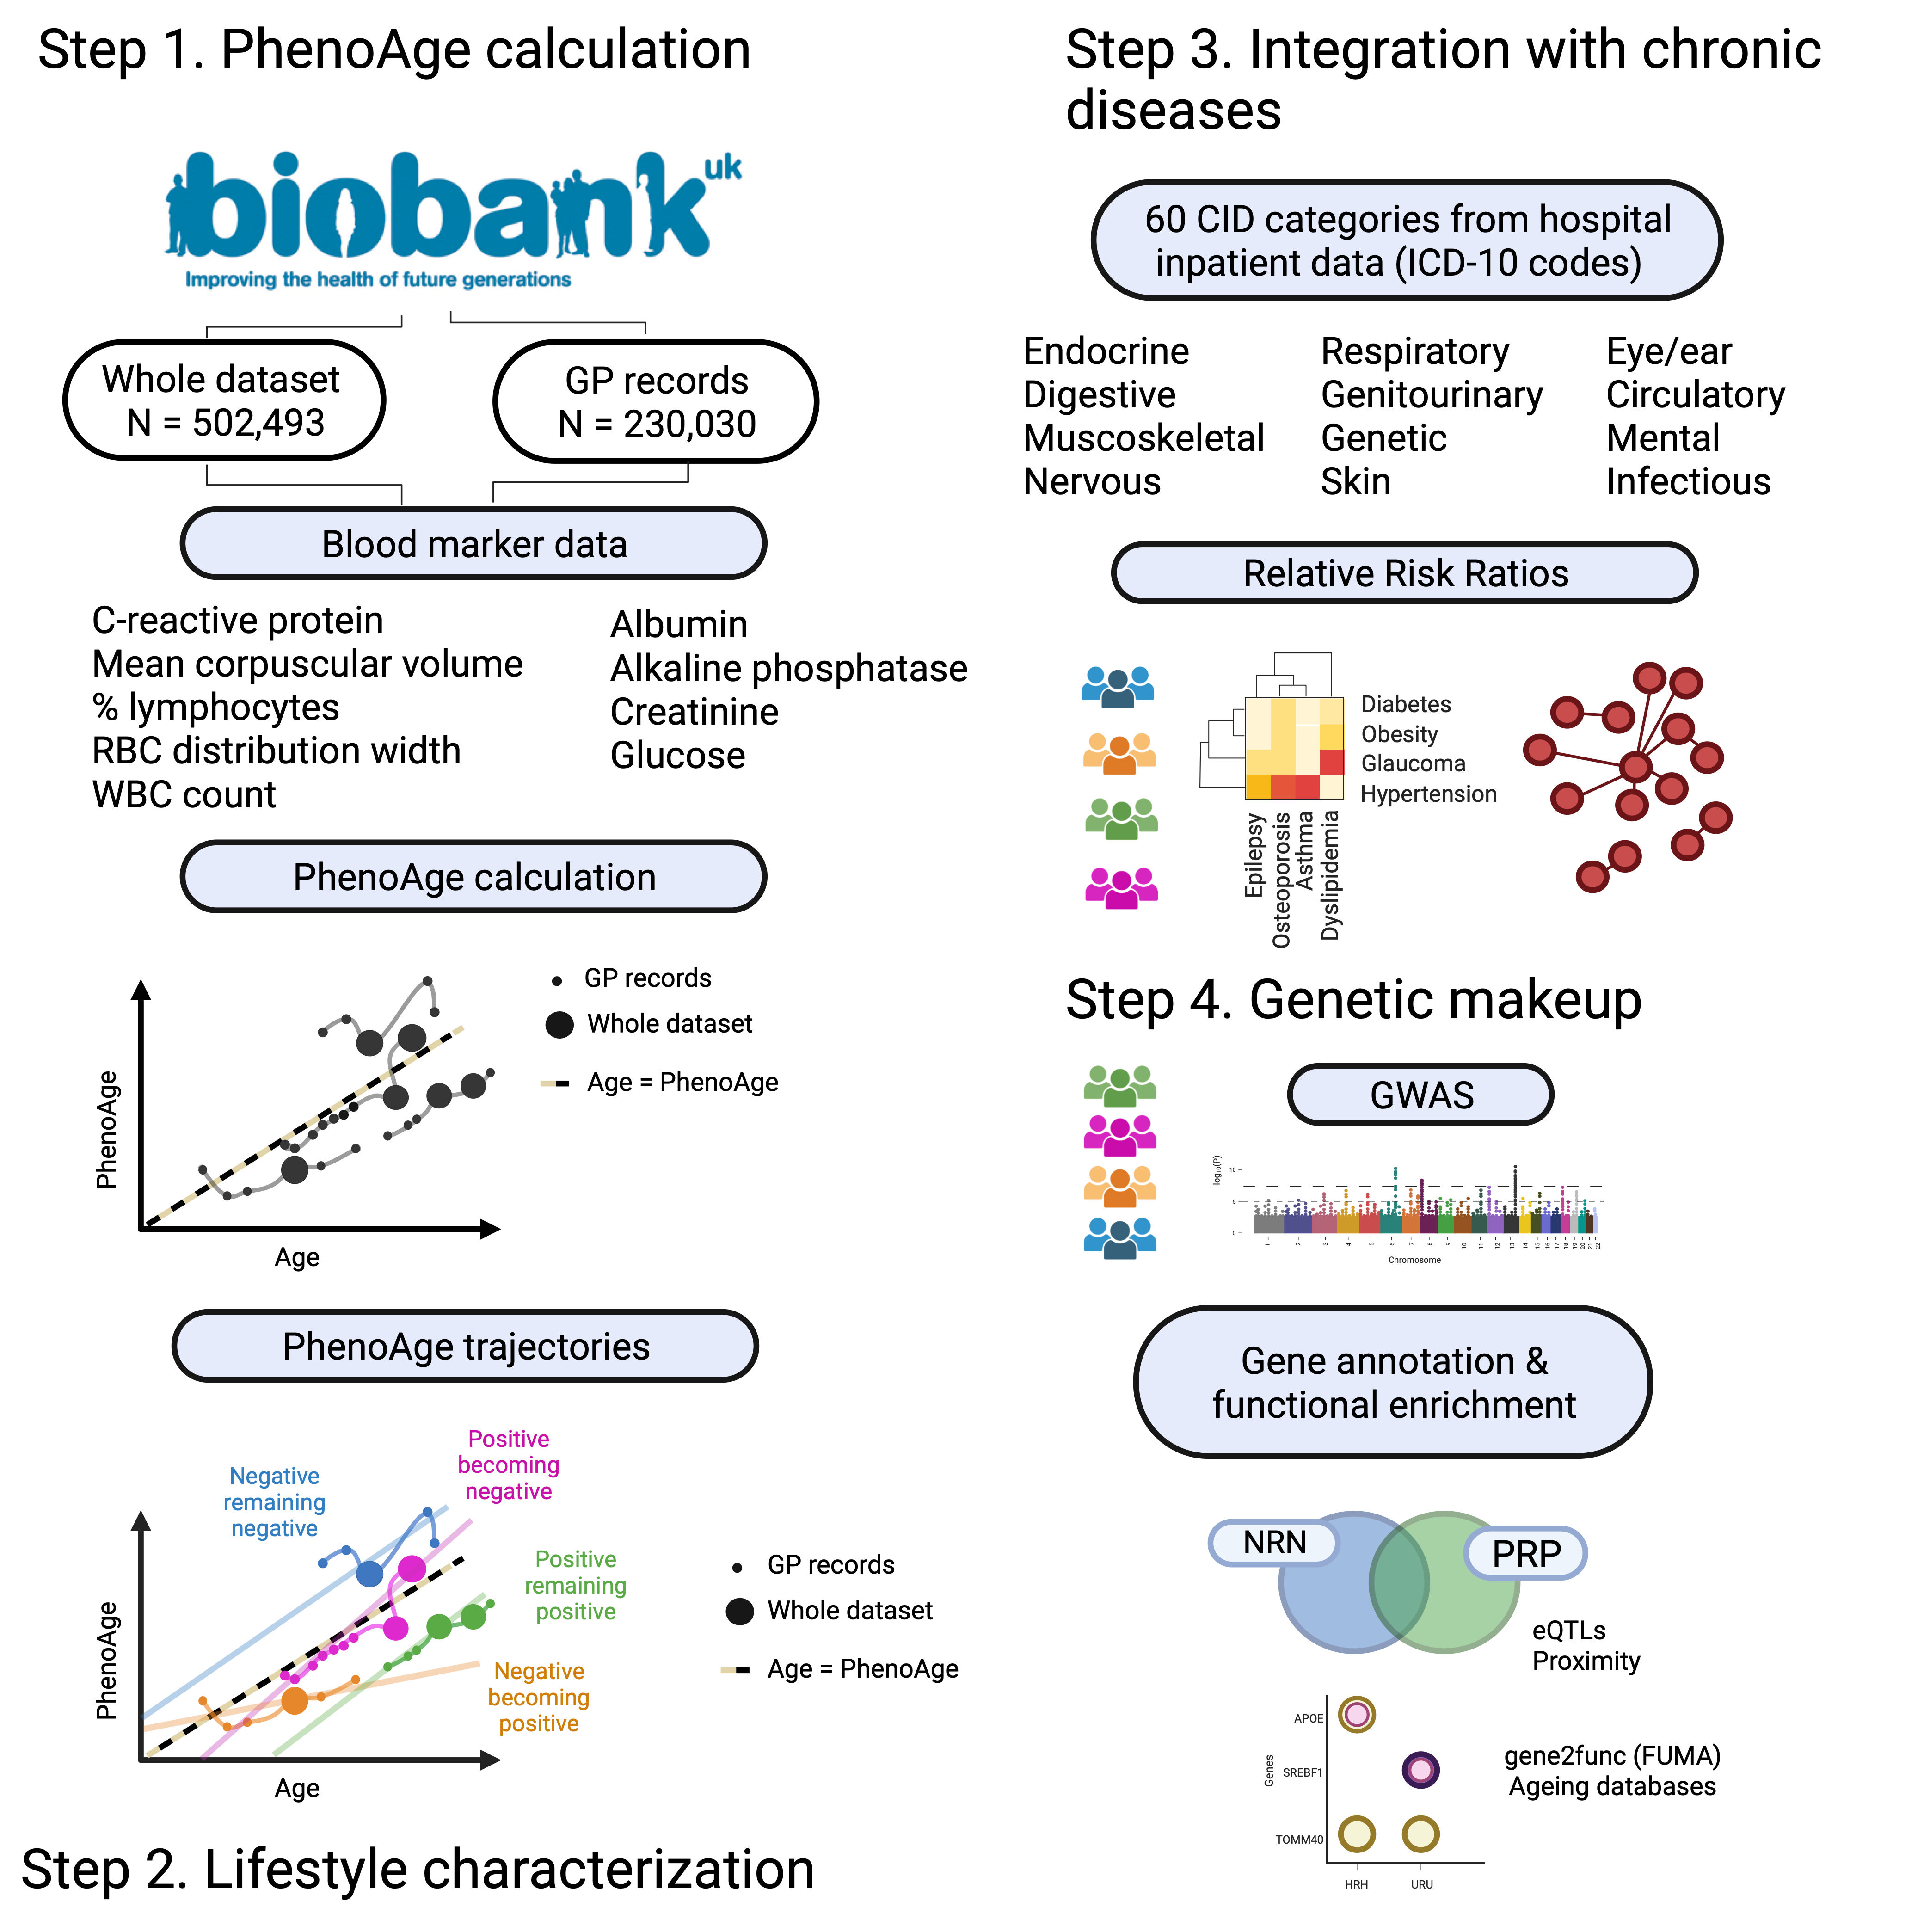 Step 1. PhenoAge calculation
biobank uk
Improving the health of future generations
Whole dataset
N = 502,493
GP records
N = 230,030
Blood marker data
C-reactive protein
Mean corpuscular volume
% lymphocytes
RBC distribution width
WBC count
Albumin
Alkaline phosphatase
Creatinine
Glucose
PhenoAge calculation
PhenoAge
Age
GP records
Whole dataset
Age = PhenoAge
PhenoAge trajectories
Negative
remaining
negative
Positive
becoming
negative
Positive
remaining
positive
Negative
becoming
positive
PhenoAge
Age
GP records
Whole dataset
Age = PhenoAge
Step 2. Lifestyle characterization
Step 3. Integration with chronic
diseases
60 CID categories from hospital
inpatient data (ICD-10 codes)
Endocrine
Digestive
Muscoskeletal
Nervous
Respiratory
Genitourinary
Genetic
Skin
Eye/ear
Circulatory
Mental
Infectious
Relative Risk Ratios
Diabetes
Obesity
Glaucoma
Hypertension
Epilepsy
Osteoporosis
Asthma
Dyslipidemia
Step 4. Genetic makeup
GWAS
-log10(P)
10
5
0
1 2 3 4 5 6 7 8 9 10 11 12 13 14 15 16 17 18 19 20 21 22
Chromosome
Gene annotation &
functional enrichment
NRN
PRP
eQTLs
Proximity
Genes
APOE
SREBF1
TOMM40
HRH
URU
gene2func (FUMA)
Ageing databases